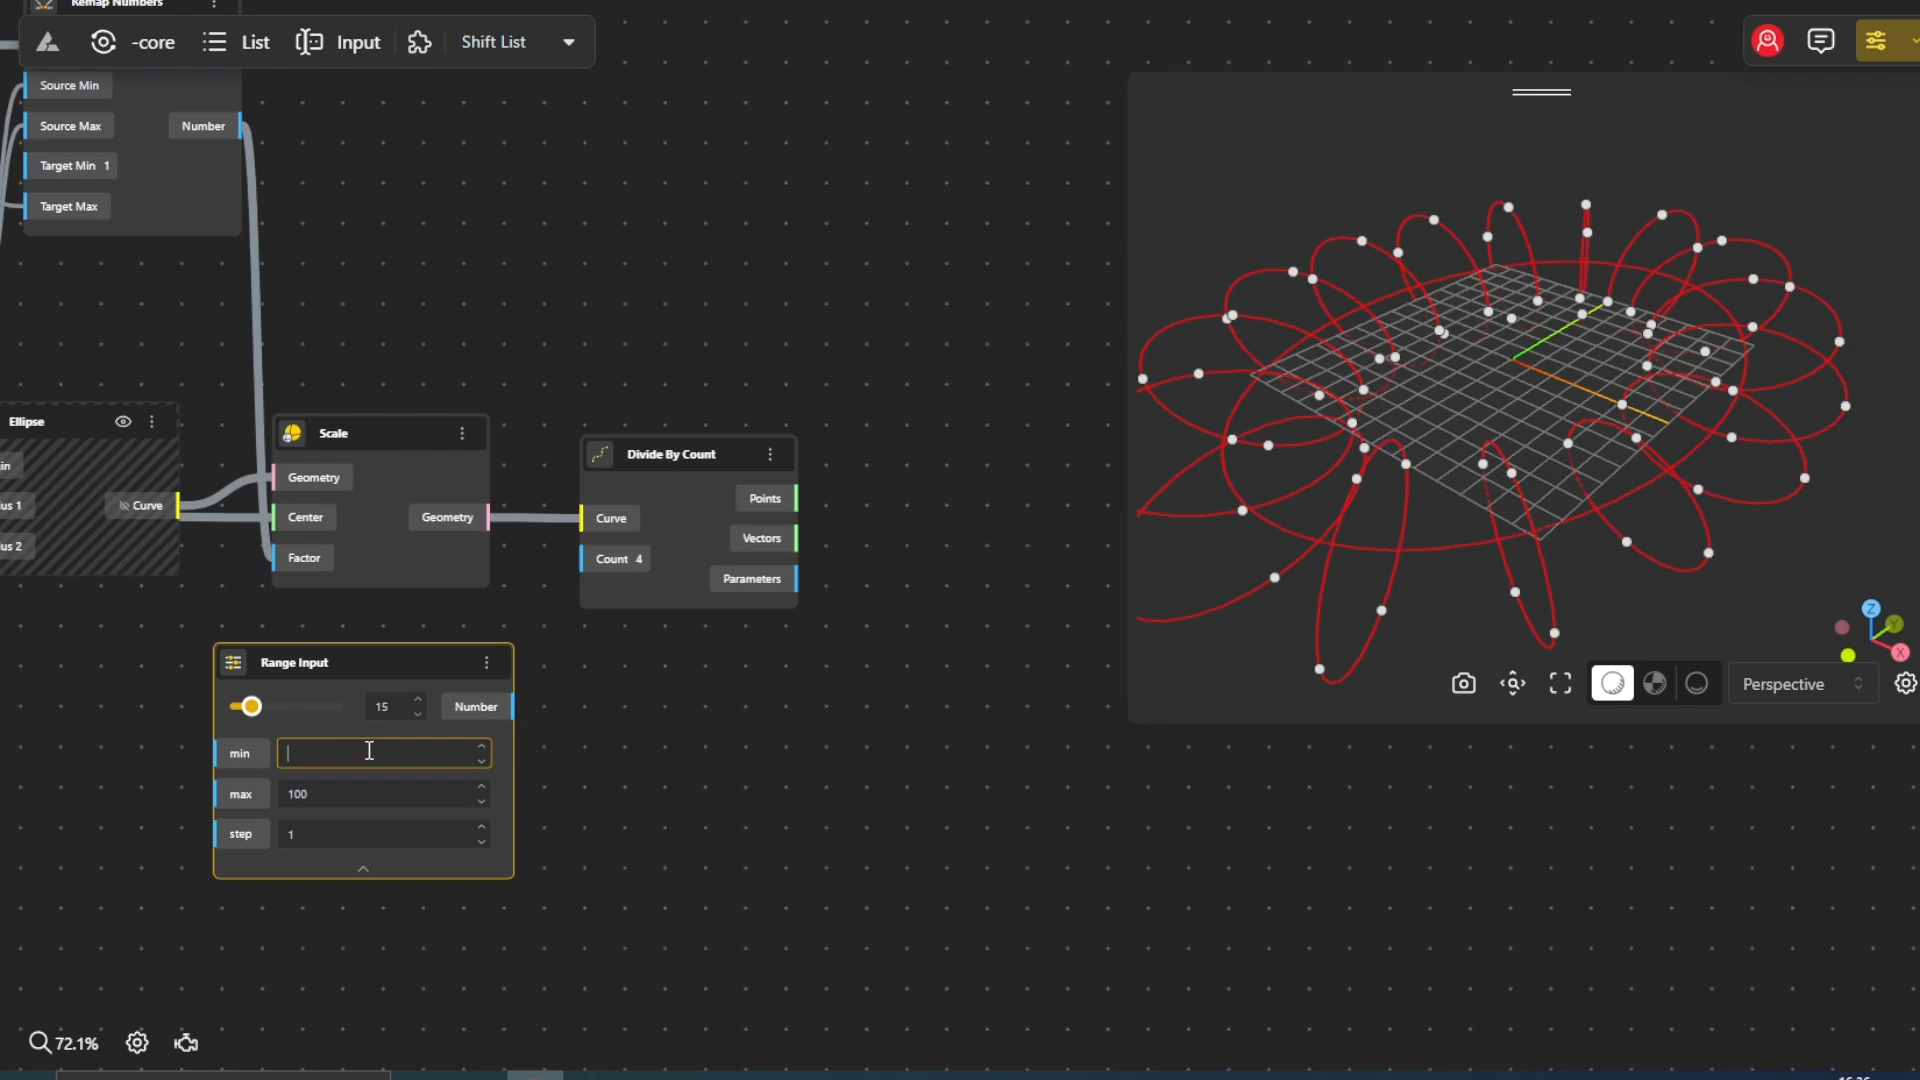 Remap Numbers
-core
List
Input
Shift List
Source Min
Source Max
Number
Target Min 1
Target Max
Ellipse
in
Curve
us 1
us 2
Scale
Geometry
Center
Geometry
Factor
Divide By Count
Points
Curve
Vectors
Count 4
Parameters
Range Input
15
Number
min
max 100
step 1
Z
Y
X
Perspective
72.1%